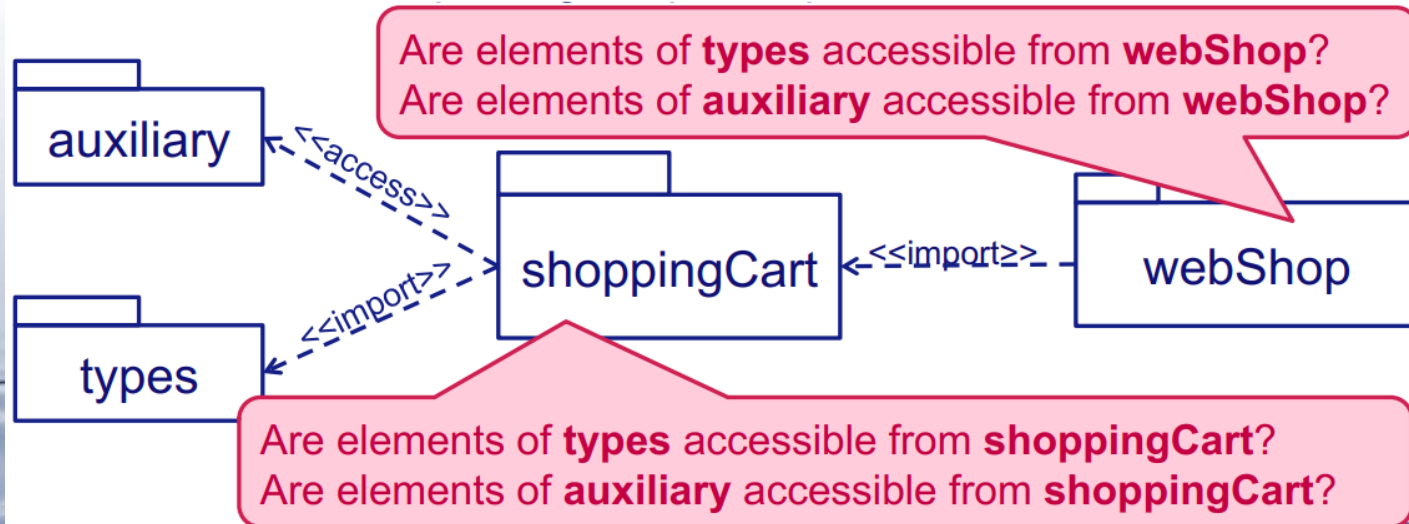 Are elements of types accessible from webShop?
Are elements of auxiliary accessible from webShop?
auxiliary
<<access>>
shoppingCart
<<import>>
webShop
<<import>>
types
Are elements of types accessible from shoppingCart?
Are elements of auxiliary accessible from shoppingCart?